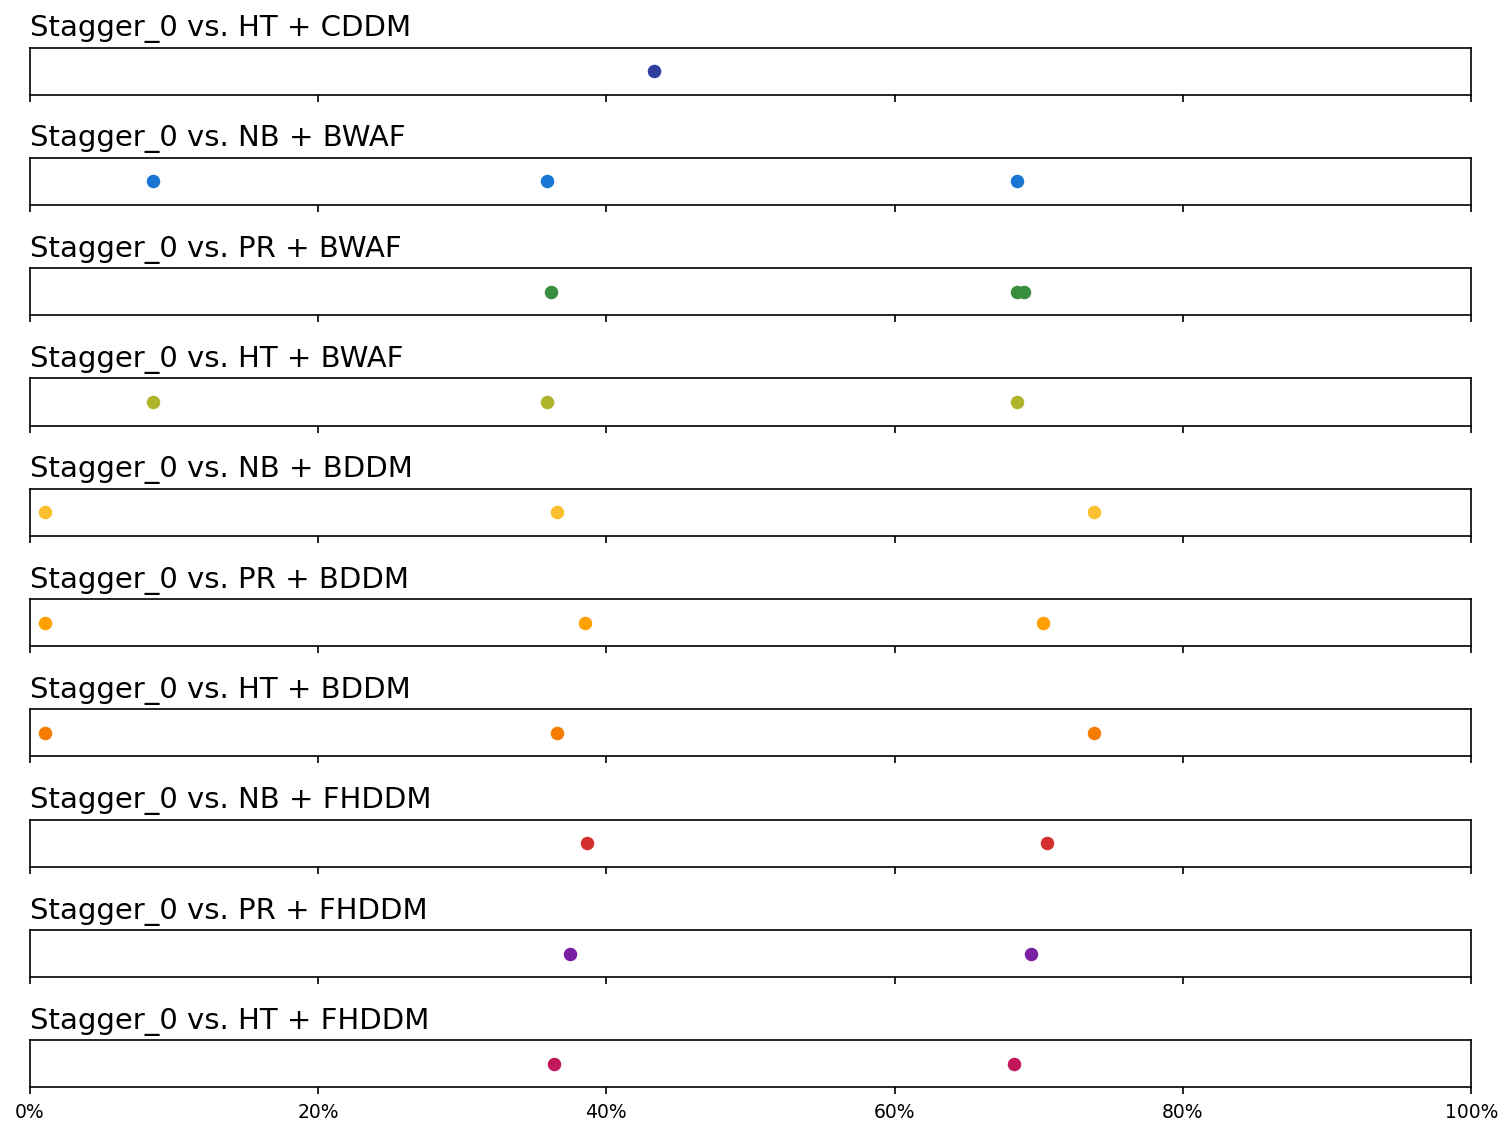 Stagger_0 vs. HT + CDDM
Stagger_0 vs. NB + BWAF
Stagger_0 vs. PR + BWAF
Stagger_0 vs. HT + BWAF
Stagger_0 vs. NB + BDDM
Stagger_0 vs. PR + BDDM
Stagger_0 vs. HT + BDDM
Stagger_0 vs. NB + FHDDM
Stagger_0 vs. PR + FHDDM
Stagger_0 vs. HT + FHDDM
0% 20% 40% 60% 80% 100%